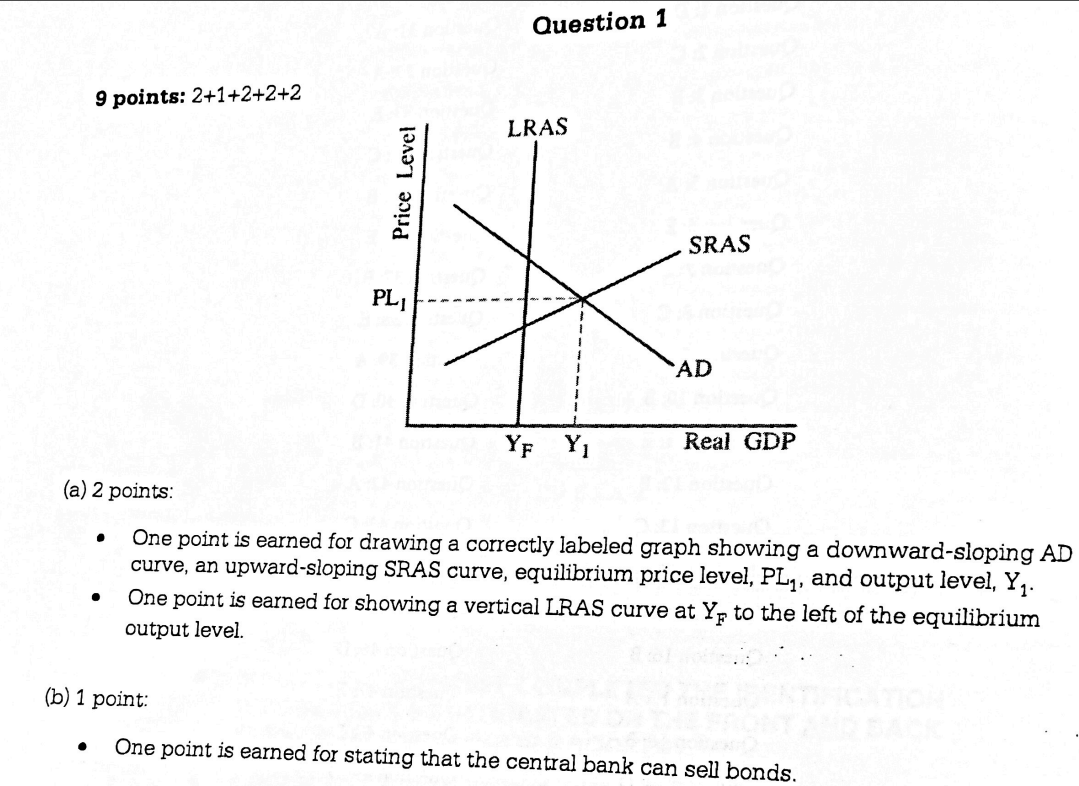 Question 1
9 points: 2+1+2+2+2
Price Level
LRAS
SRAS
PL₁
AD
Y_F Y₁ Real GDP
(a) 2 points:
• One point is earned for drawing a correctly labeled graph showing a downward-sloping AD
curve, an upward-sloping SRAS curve, equilibrium price level, PL₁, and output level, Y₁.
• One point is earned for showing a vertical LRAS curve at Y_F to the left of the equilibrium
output level.
(b) 1 point:
• One point is earned for stating that the central bank can sell bonds.